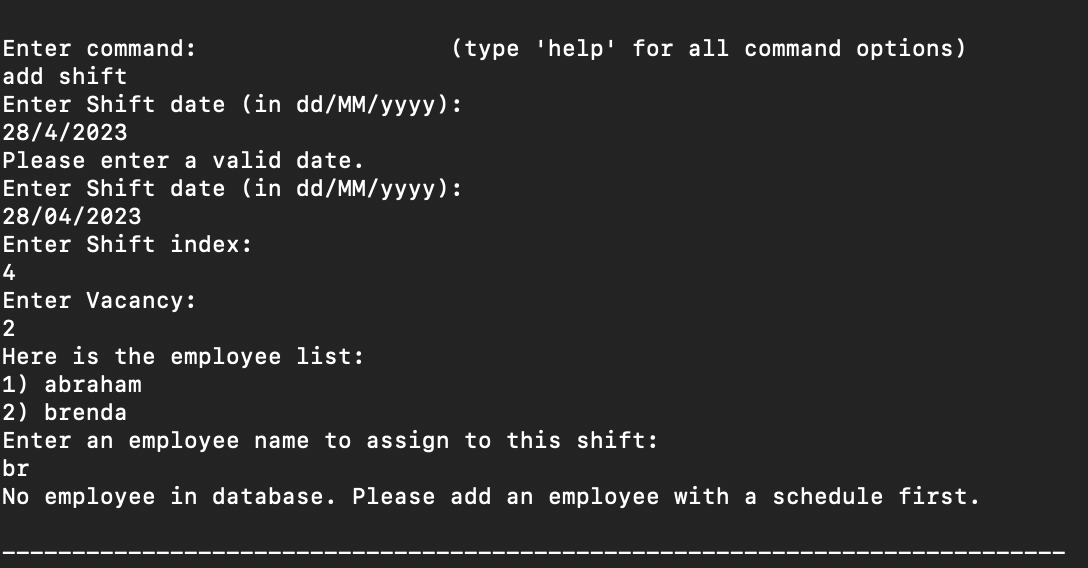 Enter command:                  (type 'help' for all command options)
add shift
Enter Shift date (in dd/MM/yyyy):
28/4/2023
Please enter a valid date.
Enter Shift date (in dd/MM/yyyy):
28/04/2023
Enter Shift index:
4
Enter Vacancy:
2
Here is the employee list:
1) abraham
2) brenda
Enter an employee name to assign to this shift:
br
No employee in database. Please add an employee with a schedule first.
____________________________________________________________________________